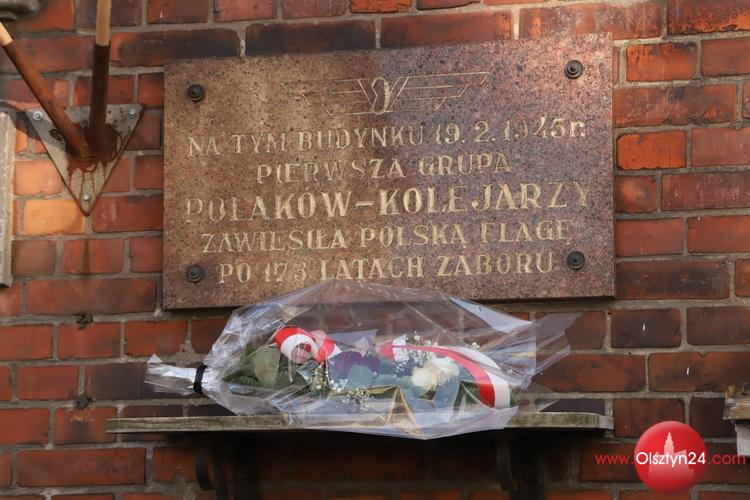 NA TYM BUDYNKU 19.2.1945 r.
PIERWSZA GRUPA
POLAKÓW-KOLEJARZY
ZAWIESIŁA POLSKĄ FLAGĘ
PO 173 LATACH ZABORU
www.Olsztyn24.com